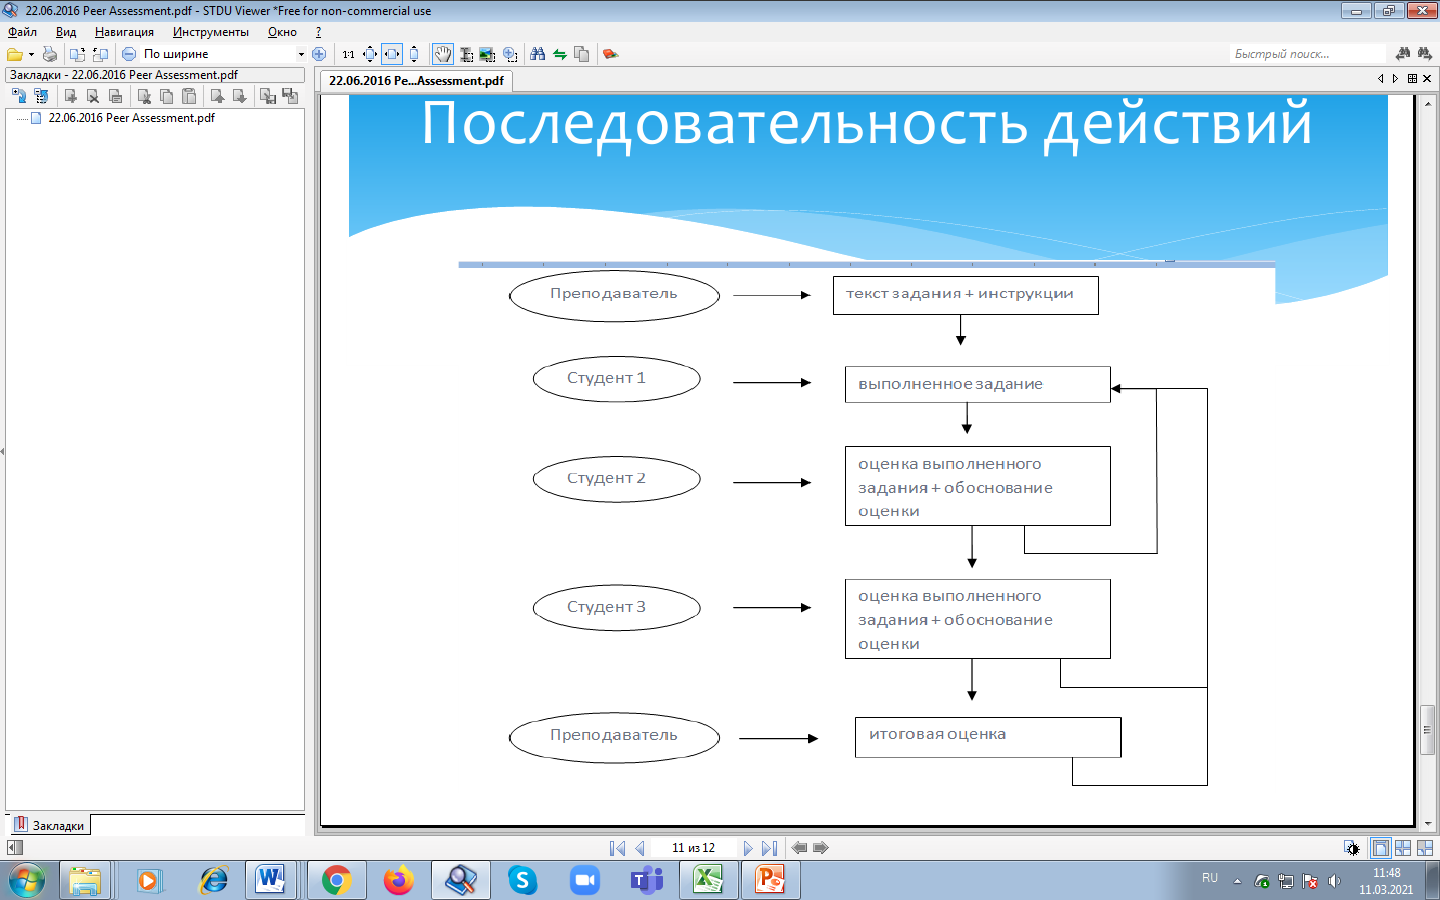 22.06.2016 Peer Assessment.pdf - STDU Viewer *Free for non-commercial use
Файл Вид Навигация Инструменты Окно ?
1:1 По ширине Быстрый поиск...
Закладки - 22.06.2016 Peer Assessment.pdf
22.06.2016 Pe...Assessment.pdf
22.06.2016 Peer Assessment.pdf
Последовательность действий
Преподаватель
текст задания + инструкции
Студент 1
выполненное задание
Студент 2
оценка выполненного
задания + обоснование
оценки
Студент 3
оценка выполненного
задания + обоснование
оценки
Преподаватель
итоговая оценка
Закладки
11 из 12
RU
11:48
11.03.2021